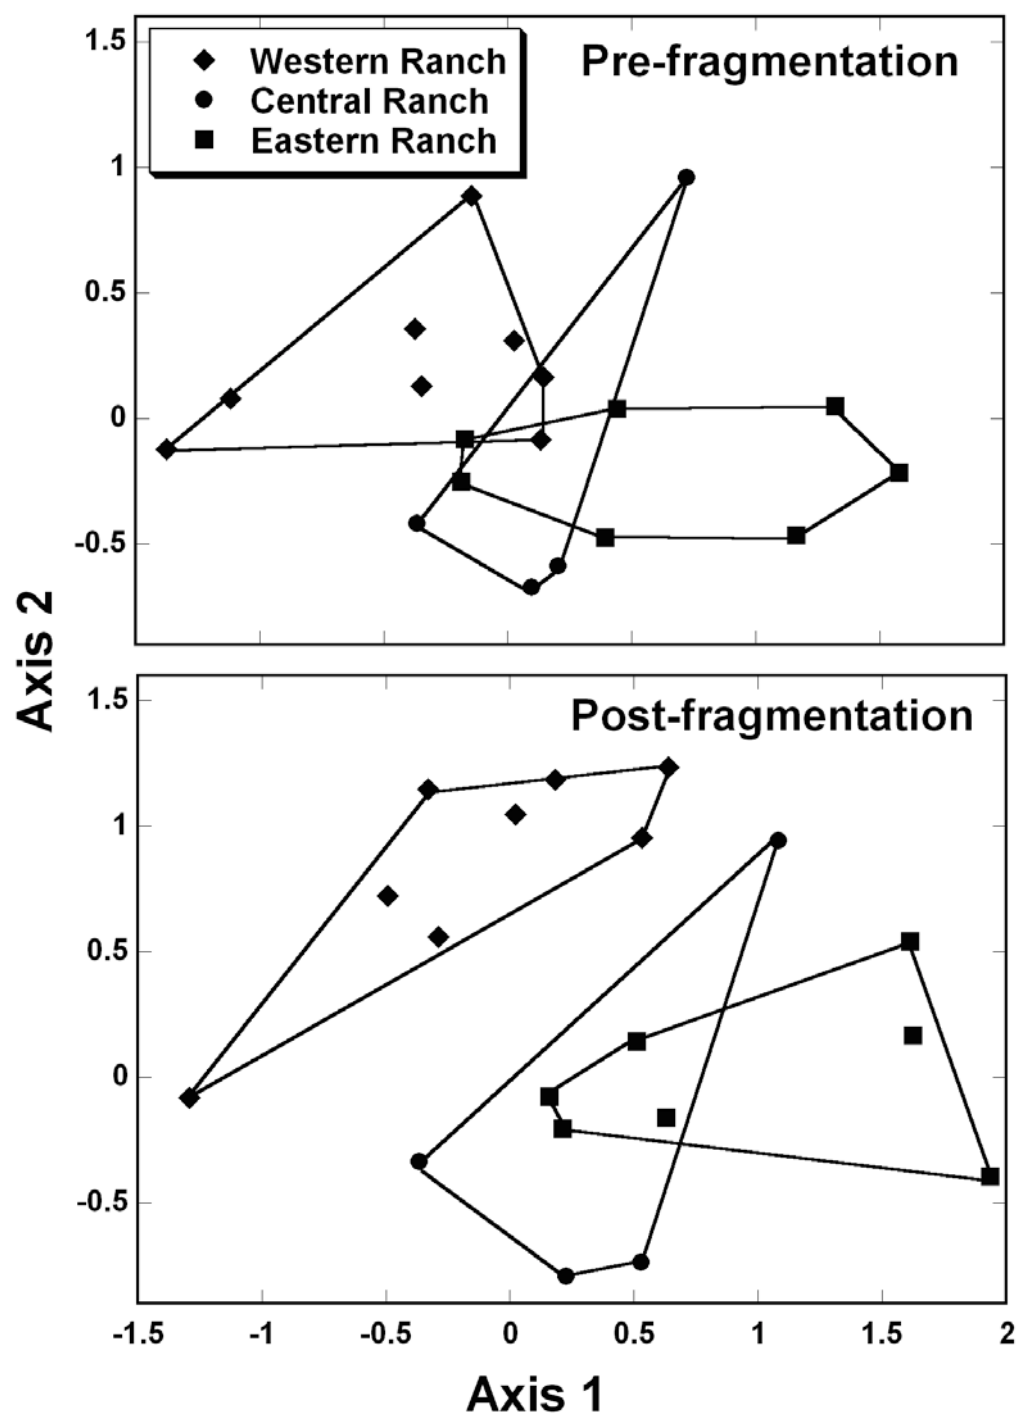 Pre-fragmentation
Western Ranch
Central Ranch
Eastern Ranch
1.5
1
0.5
0
-0.5
Axis 2
Post-fragmentation
1.5
1
0.5
0
-0.5
-1.5 -1 -0.5 0 0.5 1 1.5 2
Axis 1